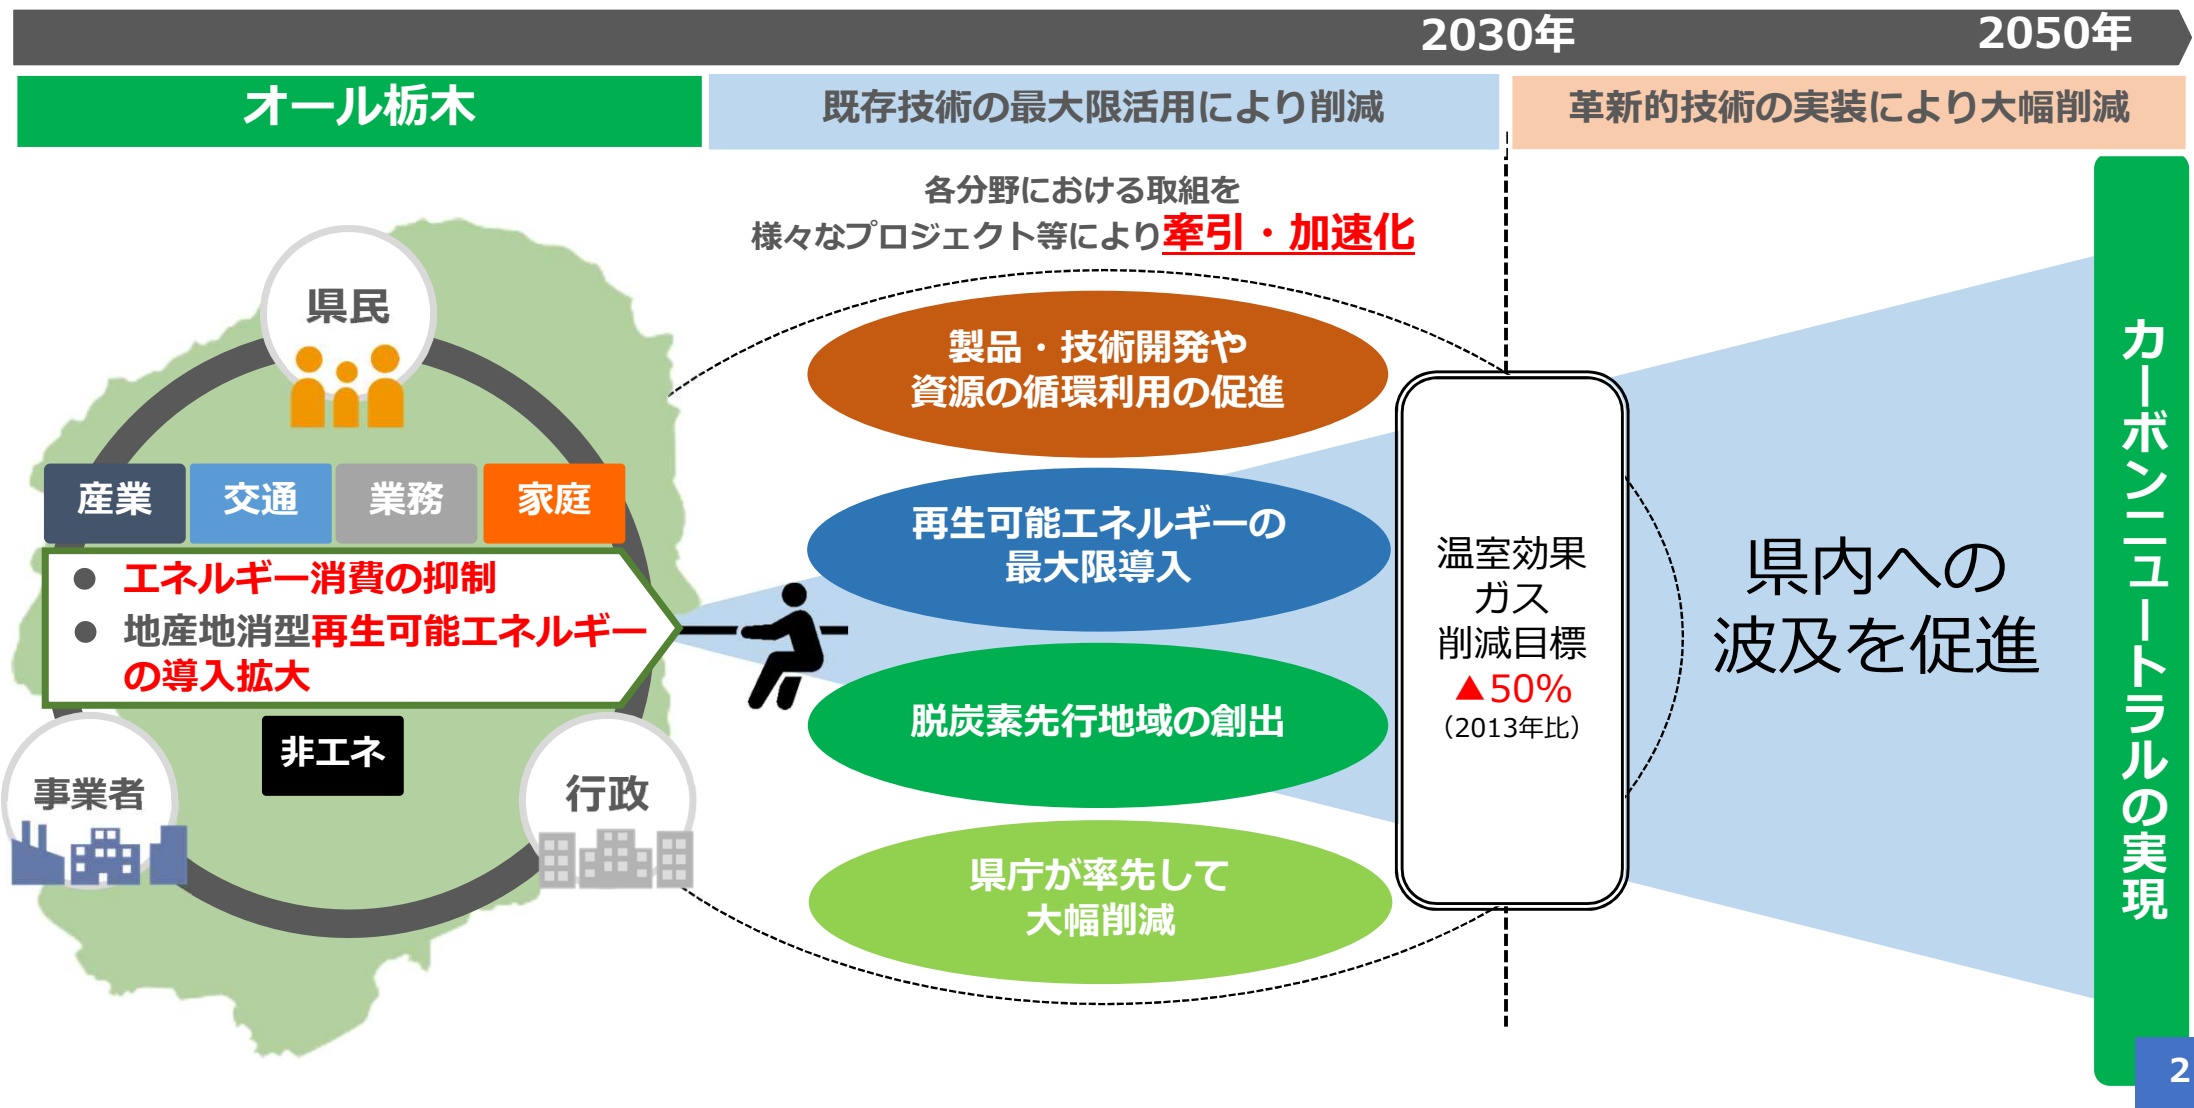 2030年
2050年
オール栃木
既存技術の最大限活用により削減
革新的技術の実装により大幅削減
各分野における取組を
様々なプロジェクト等により牽引・加速化
県民
産業
交通
業務
家庭
● エネルギー消費の抑制
● 地産地消型再生可能エネルギー
の導入拡大
非エネ
事業者
行政
製品・技術開発や
資源の循環利用の促進
再生可能エネルギーの
最大限導入
脱炭素先行地域の創出
県庁が率先して
大幅削減
温室効果
ガス
削減目標
▲50%
（2013年比）
県内への
波及を促進
カーボンニュートラルの実現
2